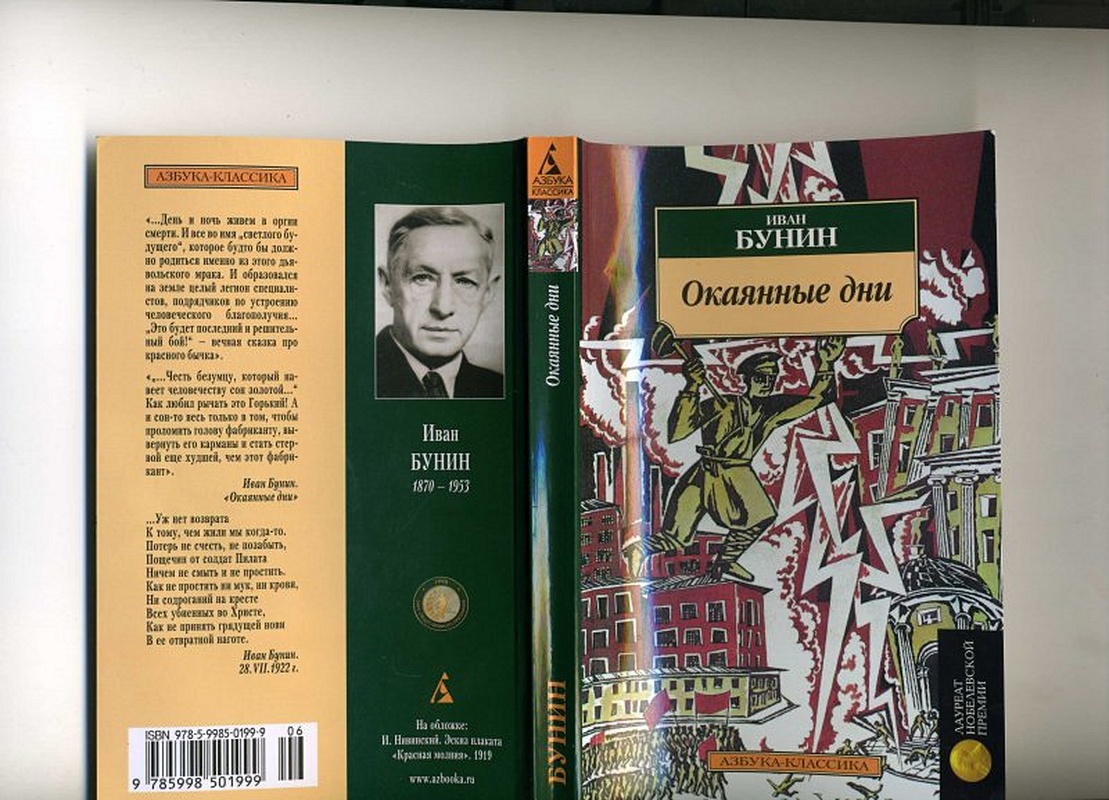 АЗБУКА-КЛАССИКА
«...День и ночь живем в оргии
смерти. И все во имя „светлого бу-
дущего“, которое будто бы долж-
но родиться именно из этого дья-
вольского мрака. И образовался
на земле целый легион специали-
стов, подрядчиков по устроению
человеческого благополучия...
„Это будет последний и решитель-
ный бой!“ – вечная сказка про
красного бычка».
«„...Честь безумцу, который на-
веет человечеству сон золотой...“
Как любил рычать это Горький! А
и сон-то весь только в том, чтобы
проломить голову фабриканту, вы-
вернуть его карманы и стать стер-
вой еще худшей, чем этот фабри-
кант».
Иван Бунин.
«Окаянные дни»
...Уж нет возврата
К тому, чем жили мы когда-то.
Потерь не счесть, не позабыть,
Пощечин от солдат Пилата
Ничем не смыть и не простить.
Как не простить ни мук, ни крови,
Ни содроганий на кресте
Всех убиенных во Христе,
Как не принять грядущей нови
В ее отвратной наготе.
Иван Бунин.
28.VII.1922 г.
ISBN 978-5-9985-0199-9
06
9 785998 501999
Иван
БУНИН
1870 – 1953
На обложке:
И. Нивинский. Эскиз плаката
«Красная молния». 1919
www.azbooka.ru
АЗБУКА
КЛАССИКА
Окаянные дни
БУНИН
ИВАН
БУНИН
Окаянные дни
ЛАУРЕАТ
НОБЕЛЕВСКОЙ
ПРЕМИИ
АЗБУКА-КЛАССИКА